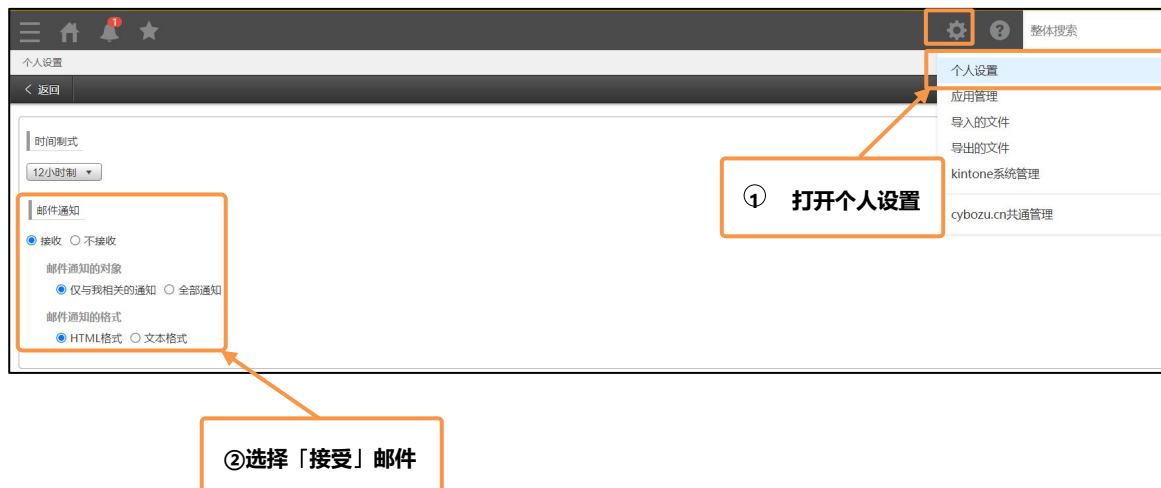 1
整体搜索
个人设置
个人设置
< 返回
应用管理
导入的文件
时间制式
导出的文件
12小时制
kintone系统管理
① 打开个人设置
邮件通知
cybozu.cn共通管理
接收 不接收
邮件通知的对象
仅与我相关的通知 全部通知
邮件通知的格式
HTML格式 文本格式
②选择「接受」邮件